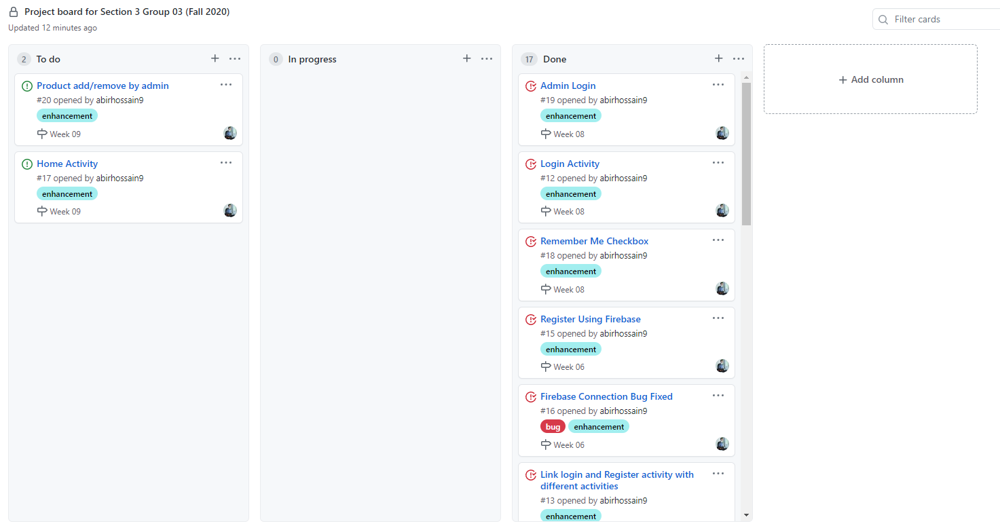 Project board for Section 3 Group 03 (Fall 2020)
Updated 12 minutes ago
Filter cards
2 To do
Product add/remove by admin
#20 opened by abirhossain9
enhancement
Week 09
Home Activity
#17 opened by abirhossain9
enhancement
Week 09
0 In progress
17 Done
Admin Login
#19 opened by abirhossain9
enhancement
Week 08
Login Activity
#12 opened by abirhossain9
enhancement
Week 08
Remember Me Checkbox
#18 opened by abirhossain9
enhancement
Week 08
Register Using Firebase
#15 opened by abirhossain9
enhancement
Week 06
Firebase Connection Bug Fixed
#16 opened by abirhossain9
bug enhancement
Week 06
Link login and Register activity with
different activities
#13 opened by abirhossain9
enhancement
+ Add column